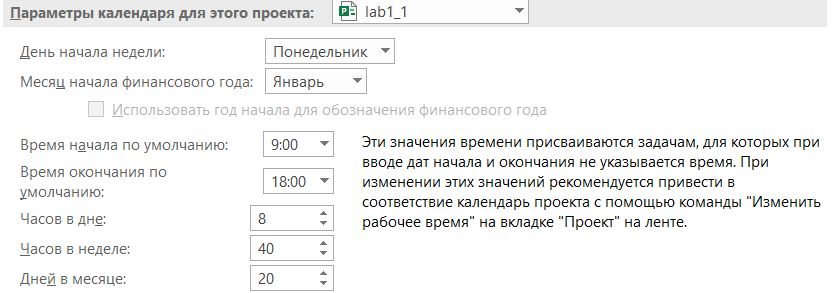 Параметры календаря для этого проекта: lab1_1
День начала недели: Понедельник
Месяц начала финансового года: Январь
Использовать год начала для обозначения финансового года
Время начала по умолчанию: 9:00
Время окончания по
умолчанию: 18:00
Часов в дне: 8
Часов в неделе: 40
Дней в месяце: 20
Эти значения времени присваиваются задачам, для которых при
вводе дат начала и окончания не указывается время. При
изменении этих значений рекомендуется привести в
соответствие календарь проекта с помощью команды "Изменить
рабочее время" на вкладке "Проект" на ленте.